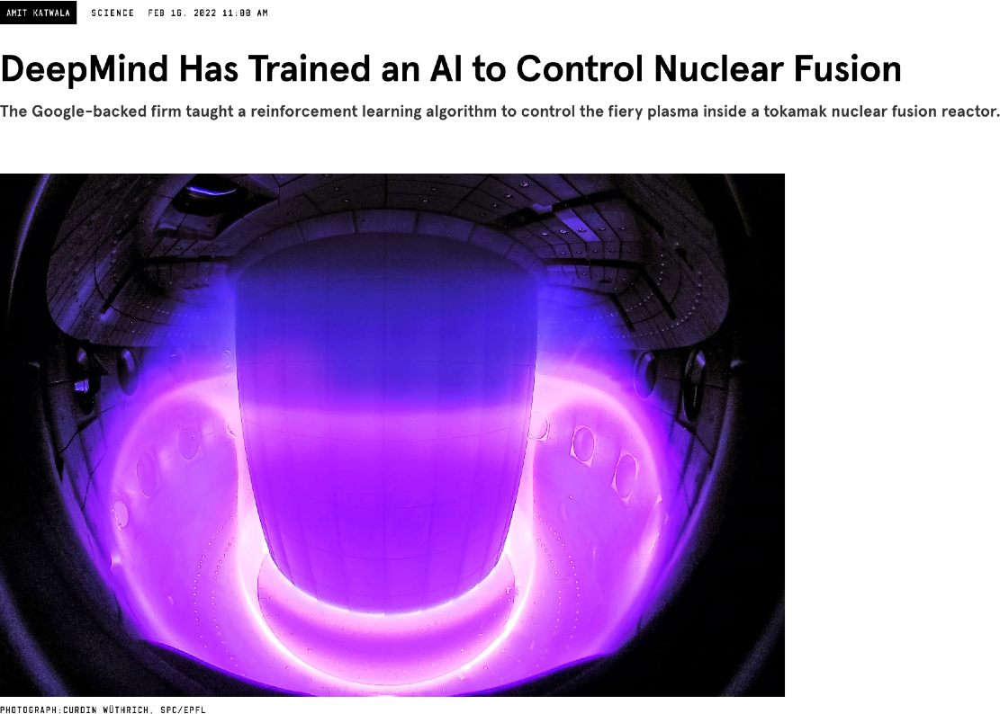 AMIT KATWALA SCIENCE FEB 16, 2022 11:00 AM
DeepMind Has Trained an AI to Control Nuclear Fusion
The Google-backed firm taught a reinforcement learning algorithm to control the fiery plasma inside a tokamak nuclear fusion reactor.
PHOTOGRAPH:CURDIN WÜTHRICH, SPC/EPFL